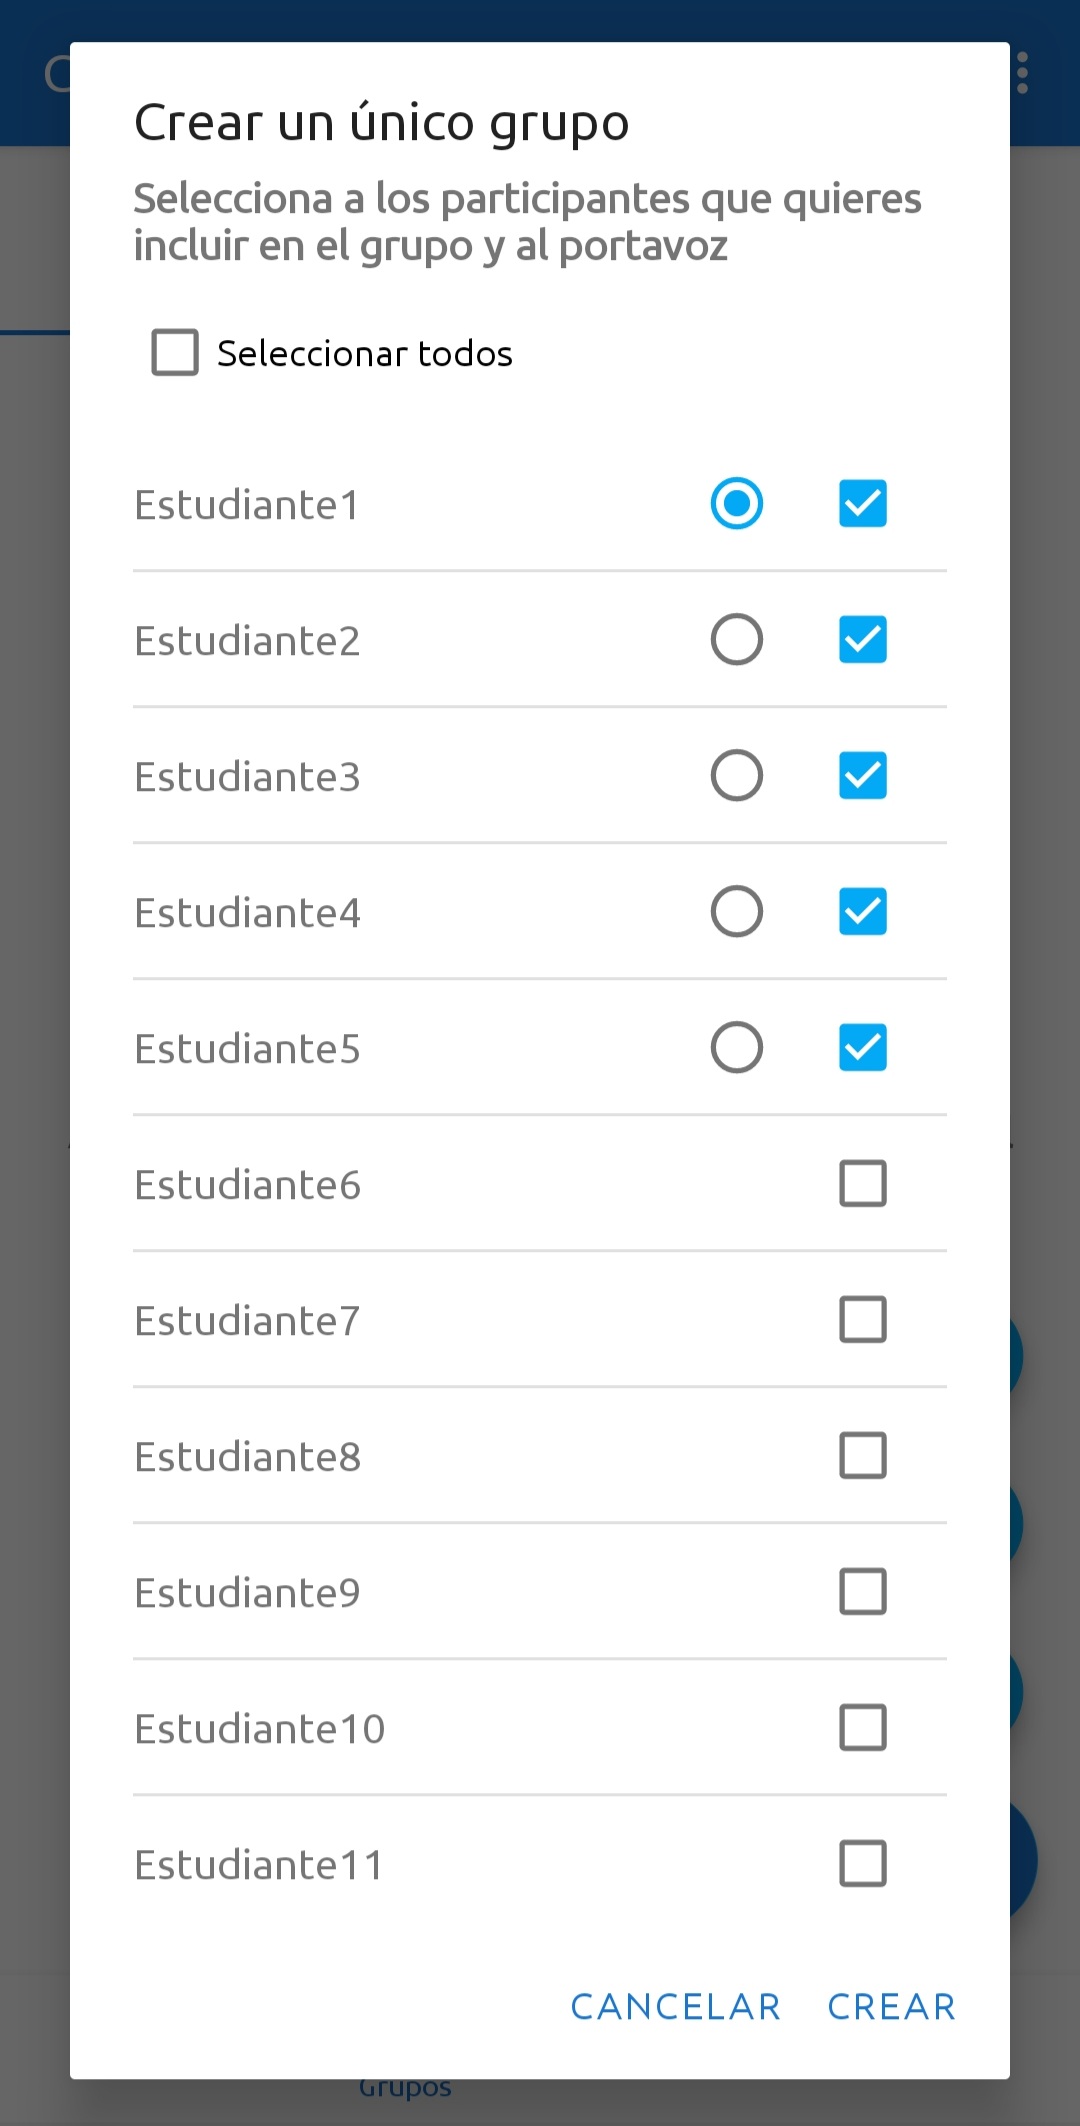 Crear un único grupo
Selecciona a los participantes que quieres
incluir en el grupo y al portavoz
Seleccionar todos
Estudiante1
Estudiante2
Estudiante3
Estudiante4
Estudiante5
Estudiante6
Estudiante7
Estudiante8
Estudiante9
Estudiante10
Estudiante11
CANCELAR CREAR
Grupos